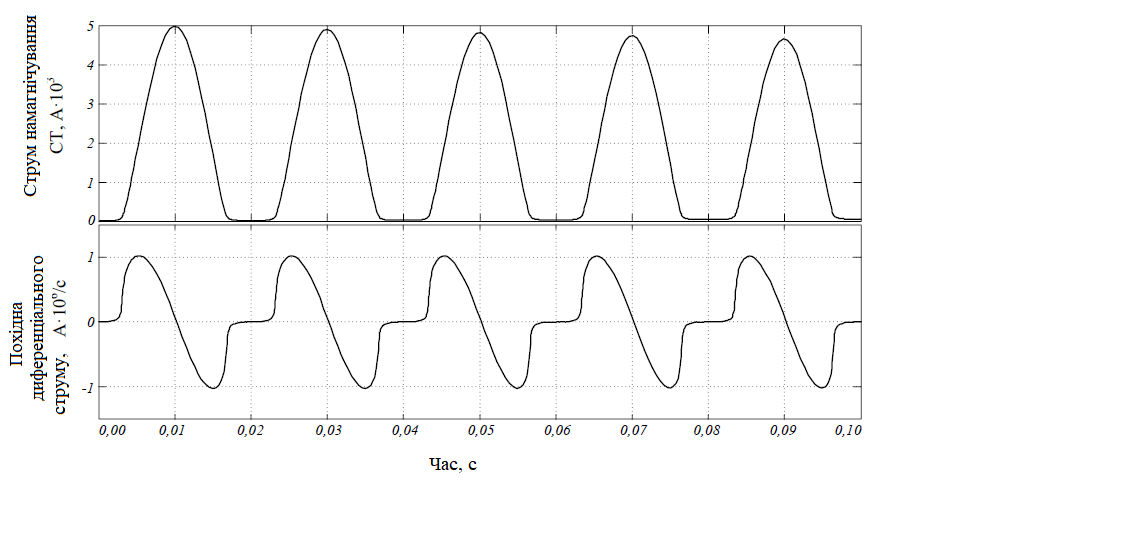 Струм намагнічування
СТ, А·10³
5
4
3
2
1
0
Похідна
диференціального
струму, А·10⁶/с
1
0
-1
0,00 0,01 0,02 0,03 0,04 0,05 0,06 0,07 0,08 0,09 0,10
Час, с